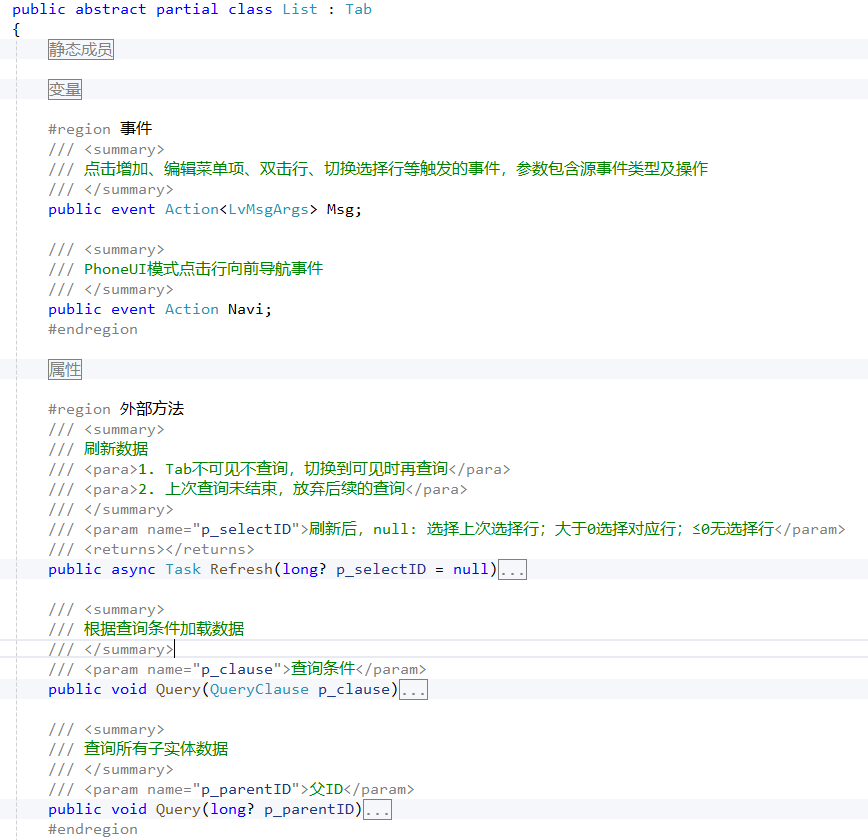 public abstract partial class List : Tab
{
静态成员
变量
#region 事件
/// <summary>
/// 点击增加、编辑菜单项、双击行、切换选择行等触发的事件，参数包含源事件类型及操作
/// </summary>
public event Action<LvMsgArgs> Msg;
/// <summary>
/// PhoneUI模式点击行向前导航事件
/// </summary>
public event Action Navi;
#endregion
属性
#region 外部方法
/// <summary>
/// 刷新数据
/// <para>1. Tab不可见不查询，切换到可见时再查询</para>
/// <para>2. 上次查询未结束，放弃后续的查询</para>
/// </summary>
/// <param name="p_selectID">刷新后，null: 选择上次选择行；大于0选择对应行；≤0无选择行</param>
/// <returns></returns>
public async Task Refresh(long? p_selectID = null)...
/// <summary>
/// 根据查询条件加载数据
/// </summary>
/// <param name="p_clause">查询条件</param>
public void Query(QueryClause p_clause)...
/// <summary>
/// 查询所有子实体数据
/// </summary>
/// <param name="p_parentID">父ID</param>
public void Query(long? p_parentID)...
#endregion